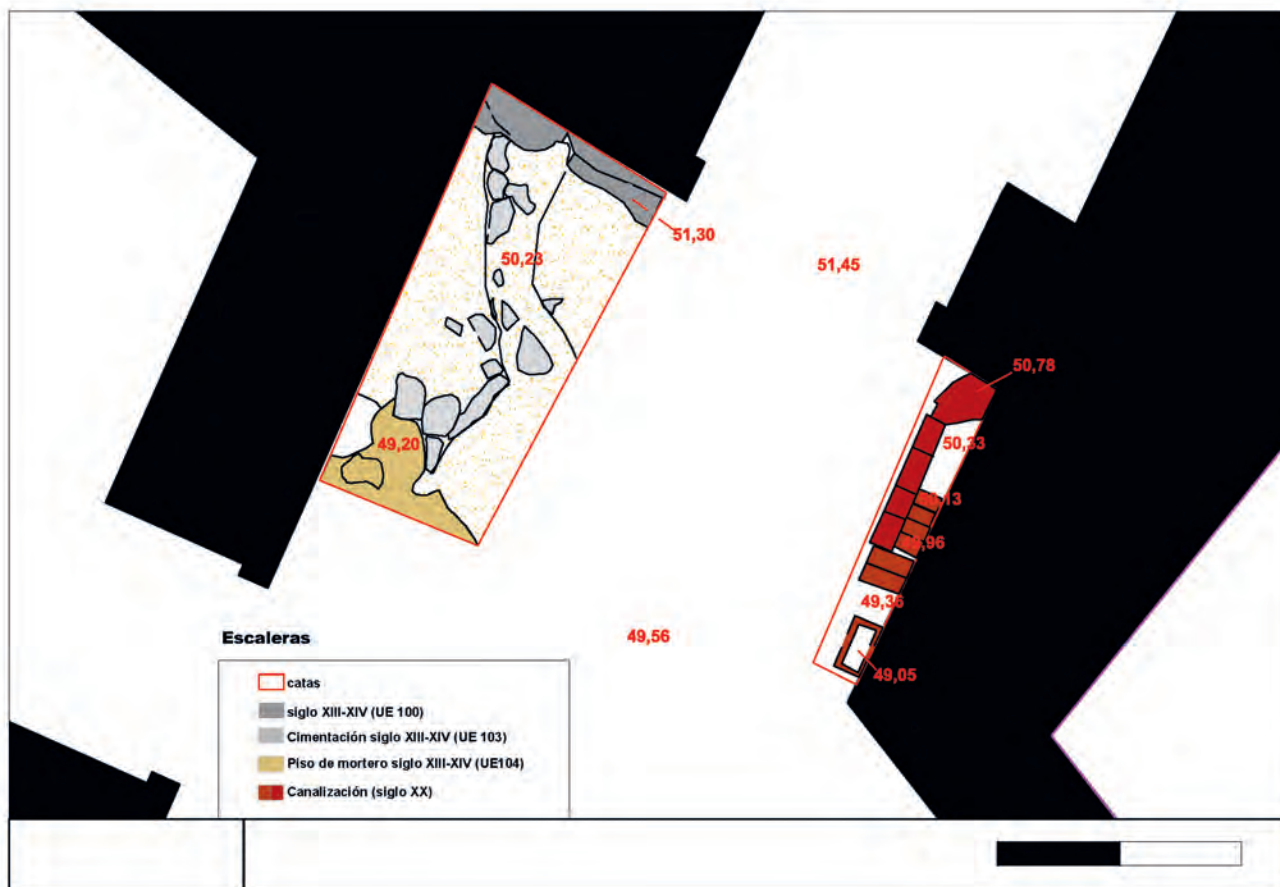 51,30
50,23
51,45
50,78
50,33
49,20
49,36
49,56
49,05
Escaleras
catas
siglo XIII-XIV (UE 100)
Cimentación siglo XIII-XIV (UE 103)
Piso de mortero siglo XIII-XIV (UE104)
Canalización (siglo XX)